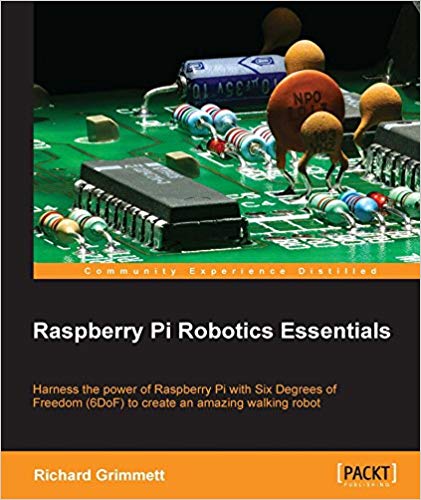 NPO
Community Experience Distilled
Raspberry Pi Robotics Essentials
Harness the power of Raspberry Pi with Six Degrees of
Freedom (6DoF) to create an amazing walking robot
Richard Grimmett
[PACKT]
PUBLISHING